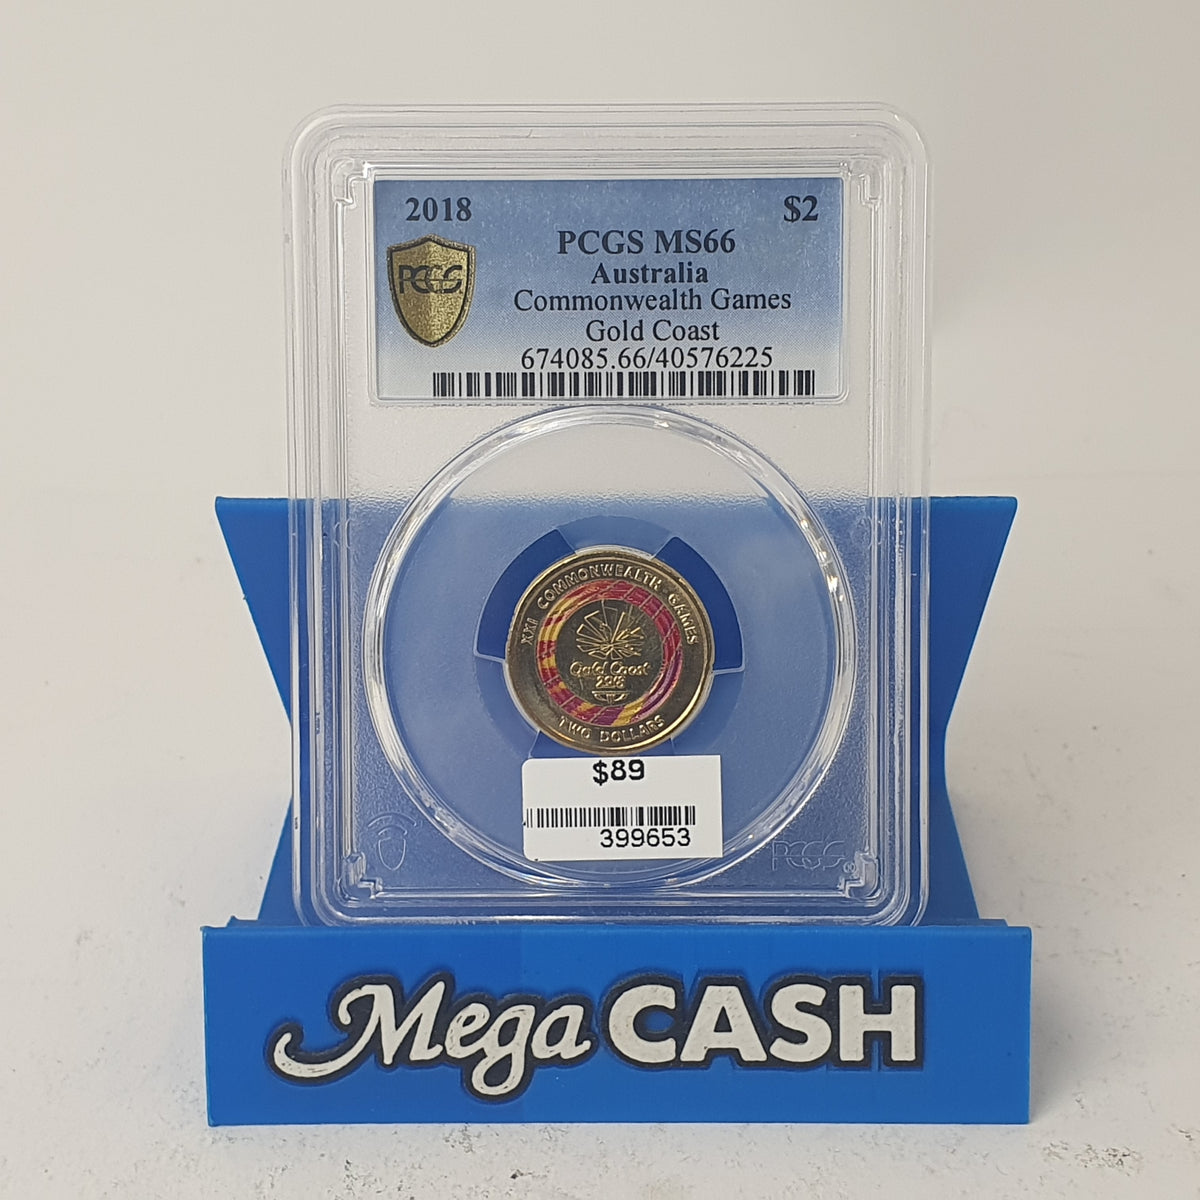 2018 $2
PCGS MS66
PCGS
Australia
Commonwealth Games
Gold Coast
674085.66/40576225
XXI COMMONWEALTH GAMES
Gold Coast
2018
TWO DOLLARS
$89
399653
PCGS
Mega CASH